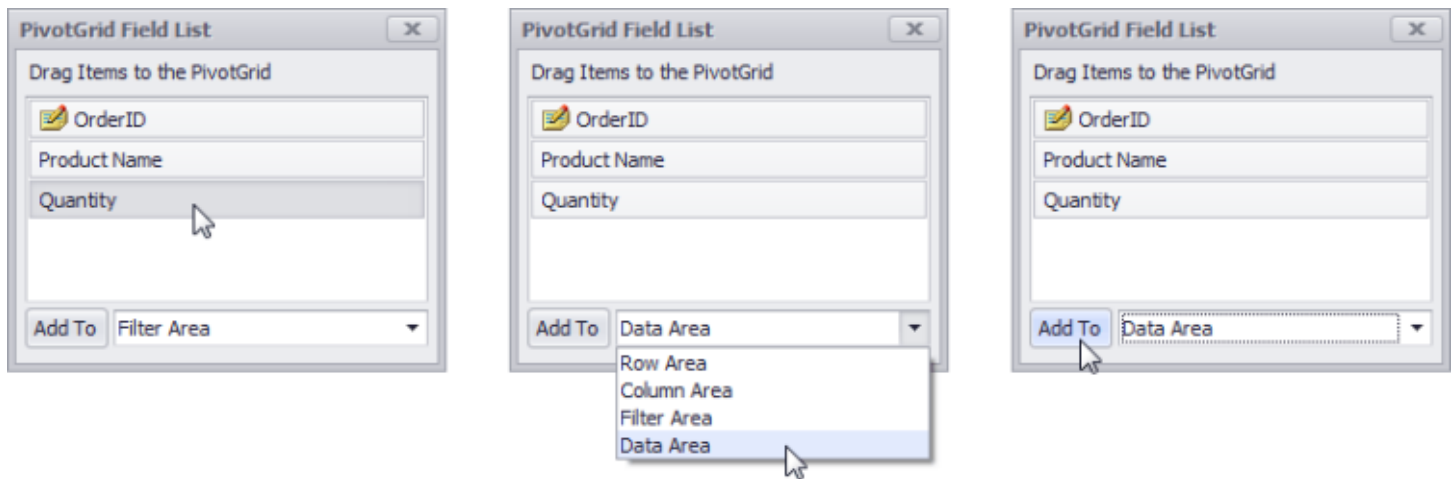 PivotGrid Field List
Drag Items to the PivotGrid
OrderID
Product Name
Quantity
Add To Filter Area
PivotGrid Field List
Drag Items to the PivotGrid
OrderID
Product Name
Quantity
Add To Data Area
Row Area
Column Area
Filter Area
Data Area
PivotGrid Field List
Drag Items to the PivotGrid
OrderID
Product Name
Quantity
Add To Data Area